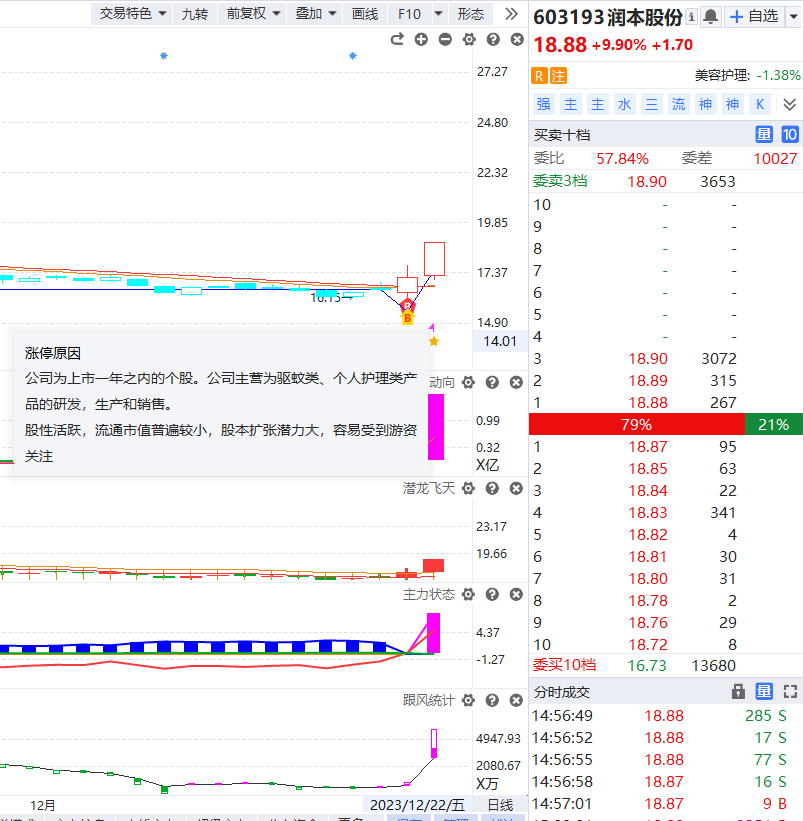 交易特色 九转 前复权 叠加 画线 F10 形态
603193润本股份 自选
18.88 +9.90% +1.70
R 注 美容护理: -1.38%
强 主 主 水 三 流 神 神 K
买卖十档 量 10
委比 57.84% 委差 10027
委卖3档 18.90 3653
10 - -
9 - -
8 - -
7 - -
6 - -
5 - -
4 - -
3 18.90 3072
2 18.89 315
1 18.88 267
79% 21%
1 18.87 95
2 18.85 63
3 18.84 22
4 18.83 341
5 18.82 4
6 18.81 30
7 18.80 31
8 18.78 2
9 18.76 29
10 18.72 8
委买10档 16.73 13680
分时成交 量
14:56:49 18.88 285 S
14:56:52 18.88 17 S
14:56:55 18.88 77 S
14:56:58 18.87 16 S
14:57:01 18.87 9 B
27.27
24.80
22.32
19.85
17.37
16.15
B
14.90
14.01
涨停原因
公司为上市一年之内的个股。公司主营为驱蚊类、个人护理类产
品的研发，生产和销售。
股性活跃，流通市值普遍较小，股本扩张潜力大，容易受到游资
关注
动向
0.99
0.32
X亿
潜龙飞天
23.17
19.66
主力状态
4.37
-1.27
跟风统计
4947.93
2080.67
X万
12月 2023/12/22/五 日线